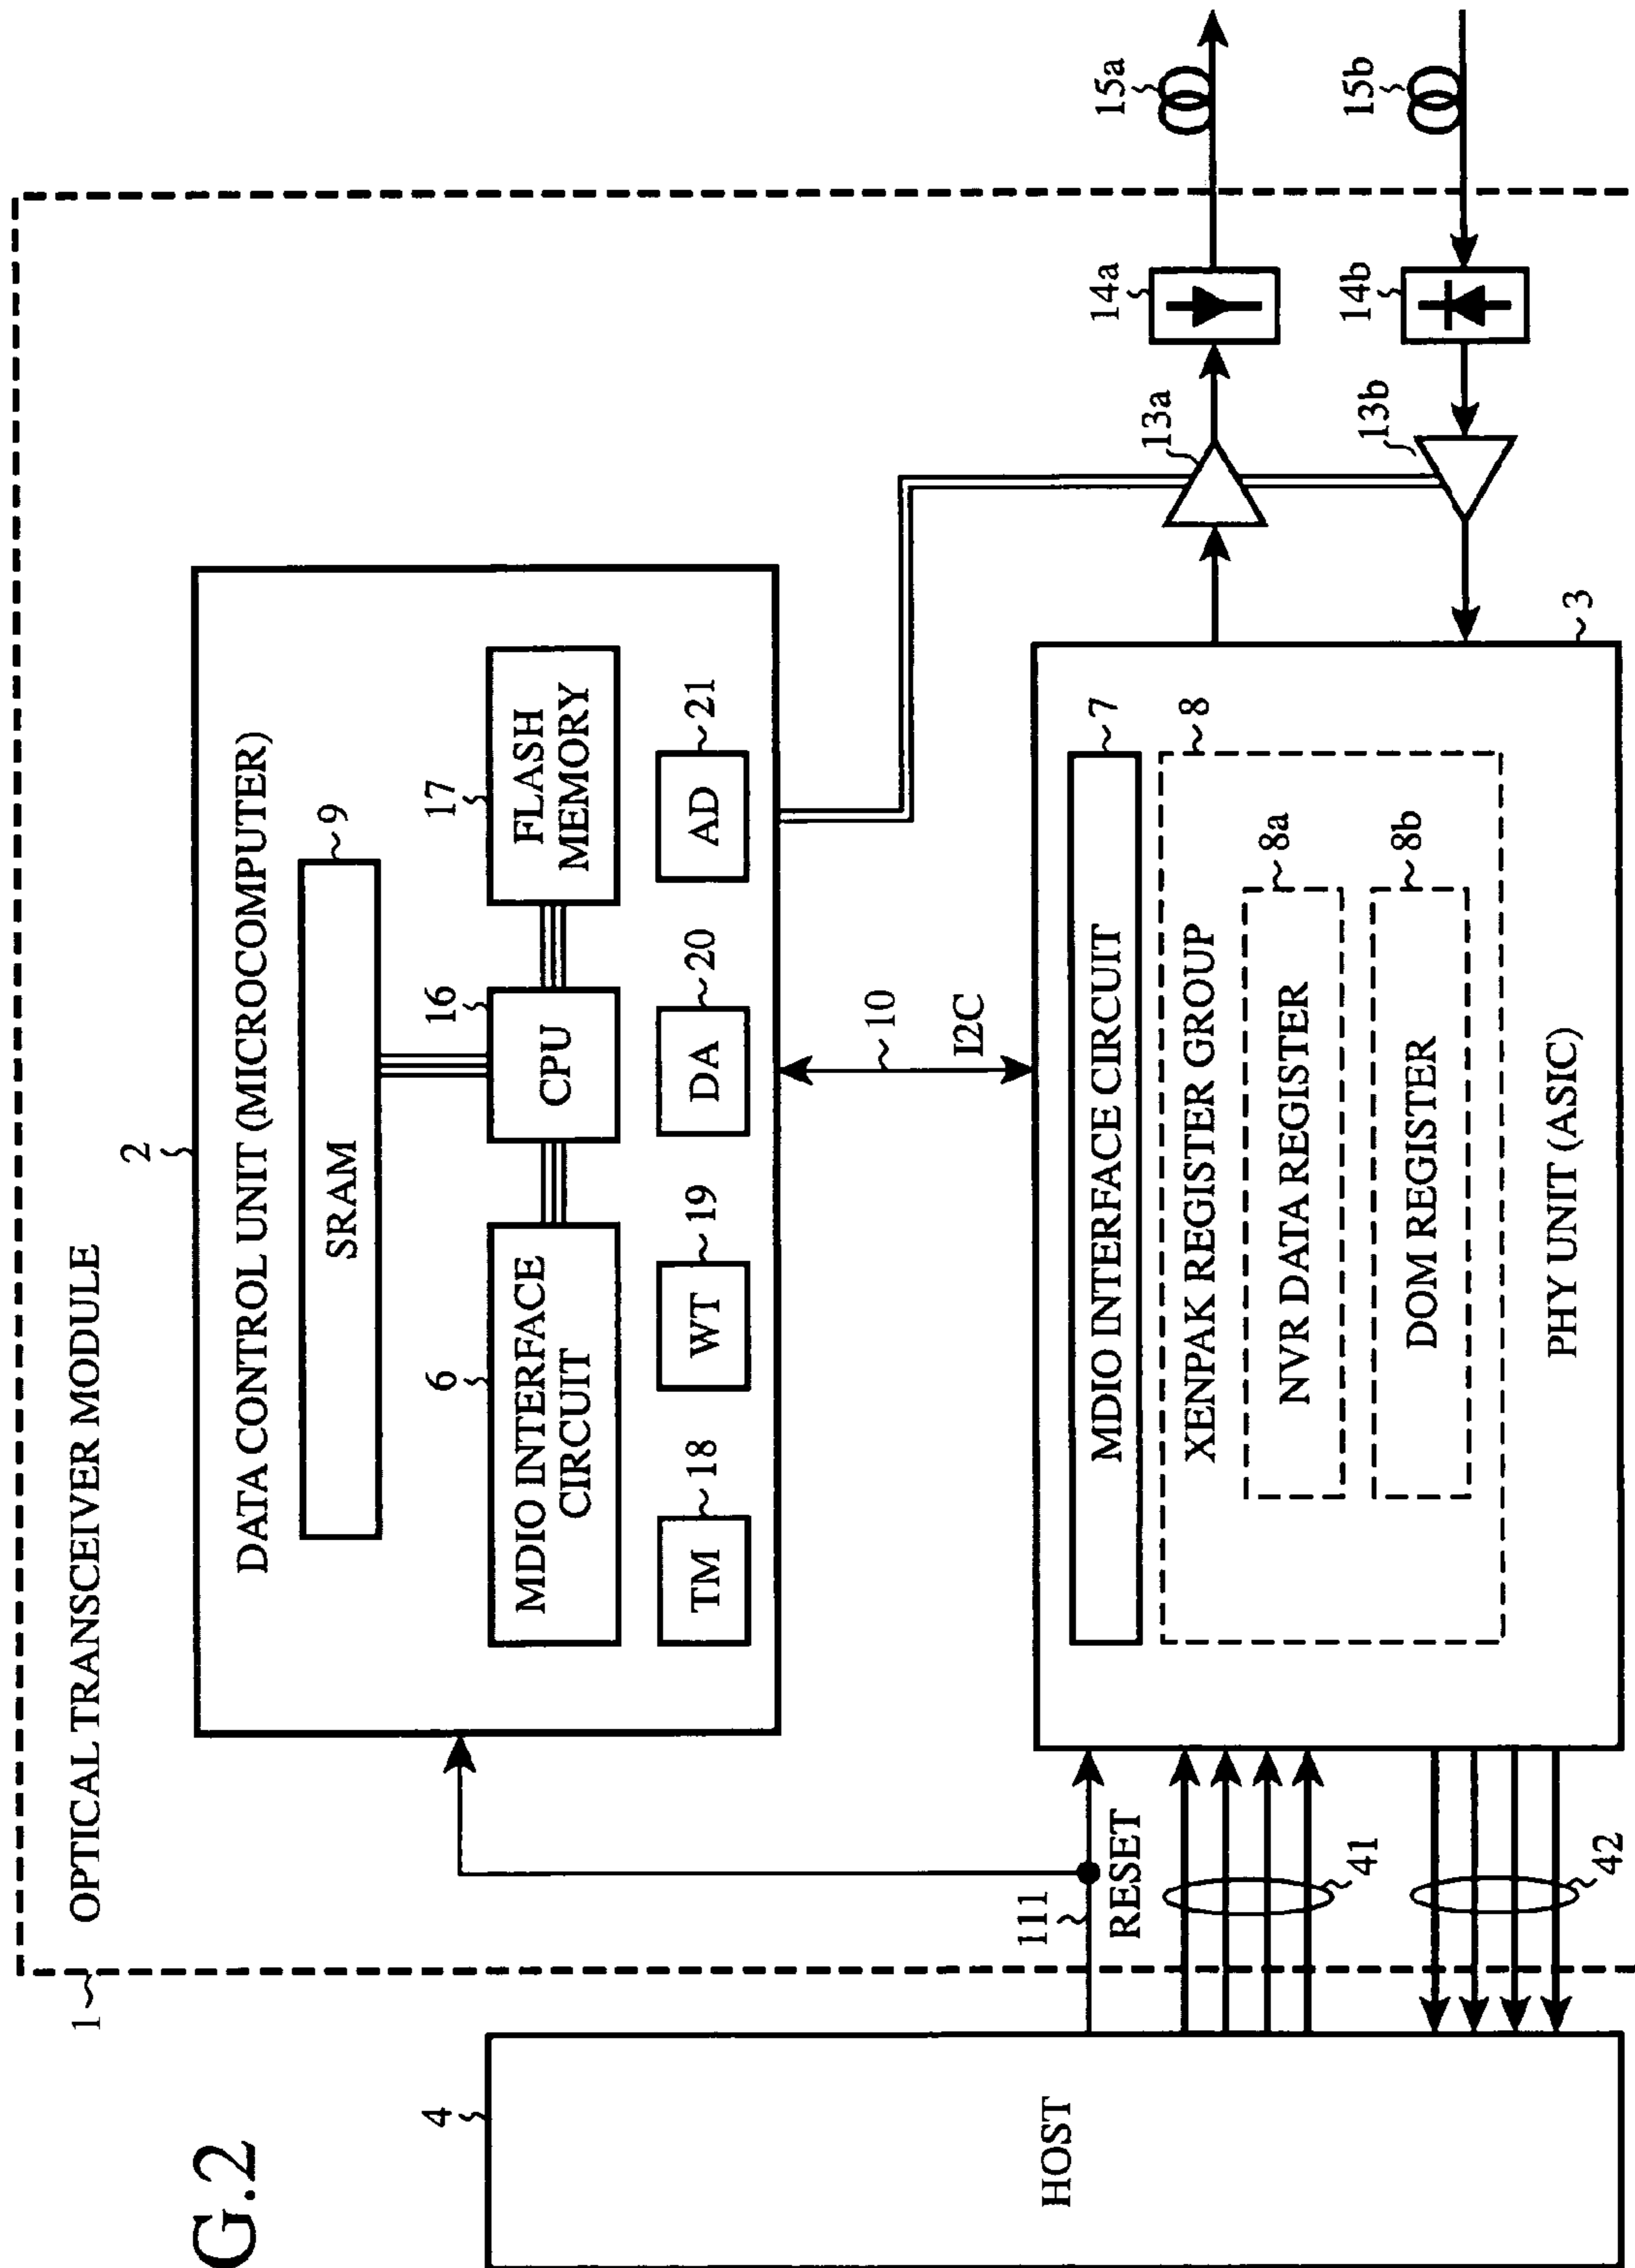 G.2
1
OPTICAL TRANSCEIVER MODULE
2
DATA CONTROL UNIT (MICROCOMPUTER)
SRAM
9
6
MDIO INTERFACE
CIRCUIT
16
CPU
17
FLASH
MEMORY
TM
18
WT
19
DA
20
AD
21
4
HOST
111
RESET
41
42
10
I2C
MDIO INTERFACE CIRCUIT
7
XENPAK REGISTER GROUP
8
NVR DATA REGISTER
8a
DOM REGISTER
8b
PHY UNIT (ASIC)
3
13a
13b
14a
14b
15a
15b